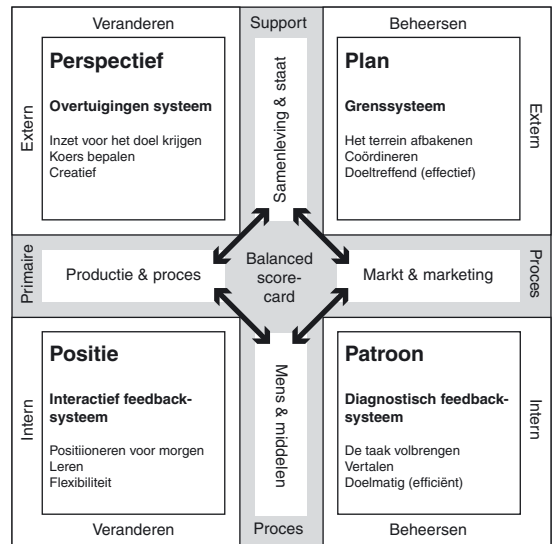 Veranderen
Support
Beheersen
Extern
Perspectief
Overtuigingen systeem
Inzet voor het doel krijgen
Koers bepalen
Creatief
Samenleving & staat
Plan
Grenssysteem
Het terrein afbakenen
Coördineren
Doeltreffend (effectief)
Extern
Primaire
Productie & proces
Balanced
score-
card
Markt & marketing
Proces
Intern
Positie
Interactief feedback-
systeem
Positiioneren voor morgen
Leren
Flexibiliteit
Mens & middelen
Patroon
Diagnostisch feedback-
systeem
De taak volbrengen
Vertalen
Doelmatig (efficiënt)
Intern
Veranderen
Proces
Beheersen